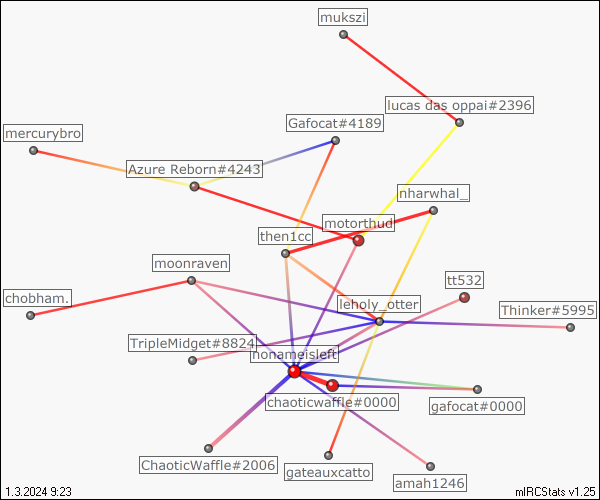 mukszi
lucas das oppai#2396
Gafocat#4189
mercurybro
Azure Reborn#4243
nharwhal_
motorthud
then1cc
moonraven
tt532
chobham.
leholy_otter
Thinker#5995
TripleMidget#8824
nonameisleft
chaoticwaffle#0000
gafocat#0000
ChaoticWaffle#2006
gateauxcatto
amah1246
1.3.2024 9:23
mIRCStats v1.25